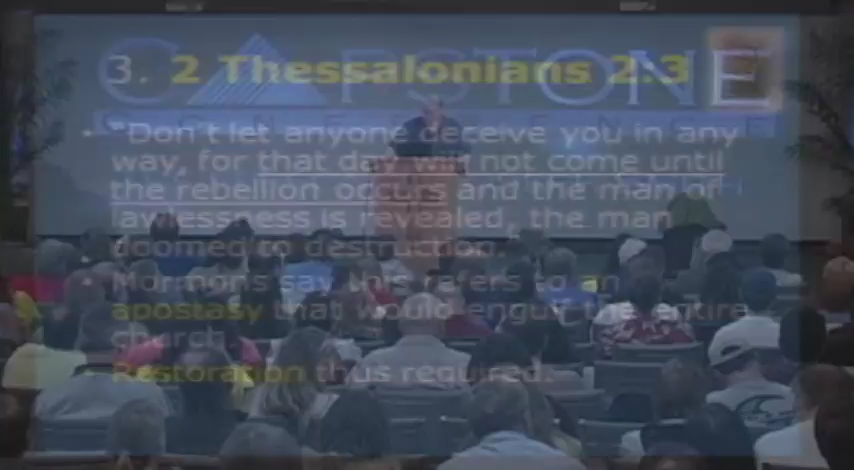 CAPSTONE
CONFERENCE
3. 2 Thessalonians 2:3
• "Don't let anyone deceive you in any
way, for that day will not come until
the rebellion occurs and the man of
lawlessness is revealed, the man
doomed to destruction.
• Mormons say this refers to an
apostasy that would engulf the entire
church.
Restoration thus required.